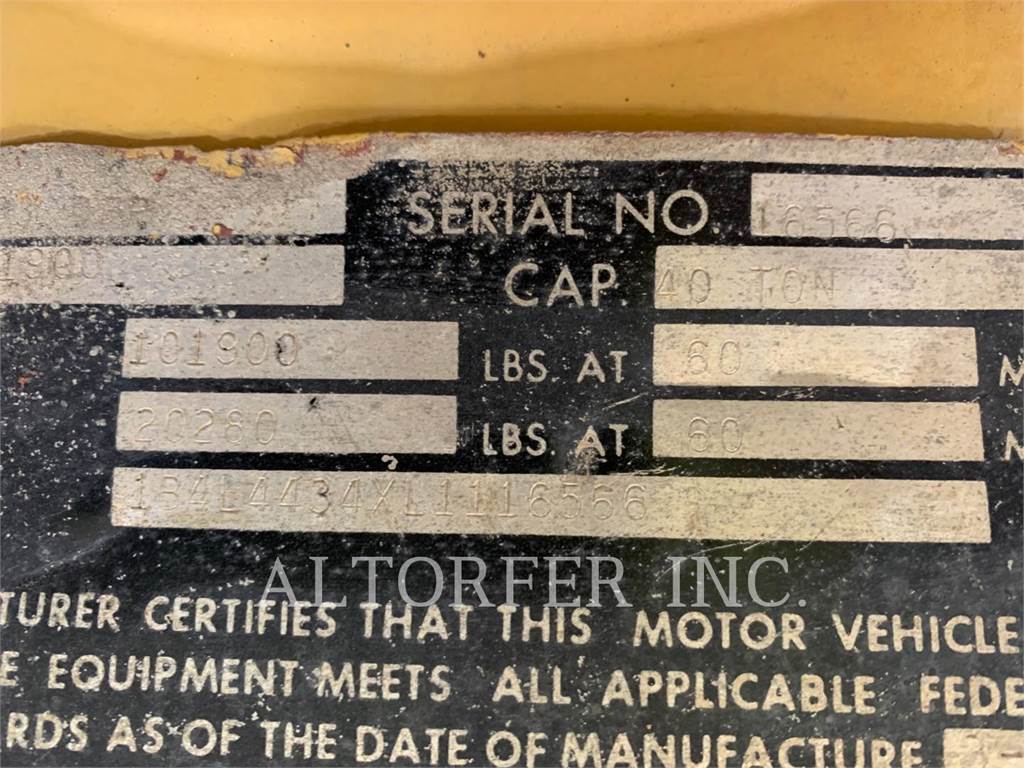 SERIAL NO. 16566
1900 CAP. 40 TON
101900 LBS. AT 60 M
20280 LBS. AT 60
1B4L4434XL1116566
ALTORFER INC.
TURER CERTIFIES THAT THIS MOTOR VEHICLE
E EQUIPMENT MEETS ALL APPLICABLE FEDE
RDS AS OF THE DATE OF MANUFACTURE